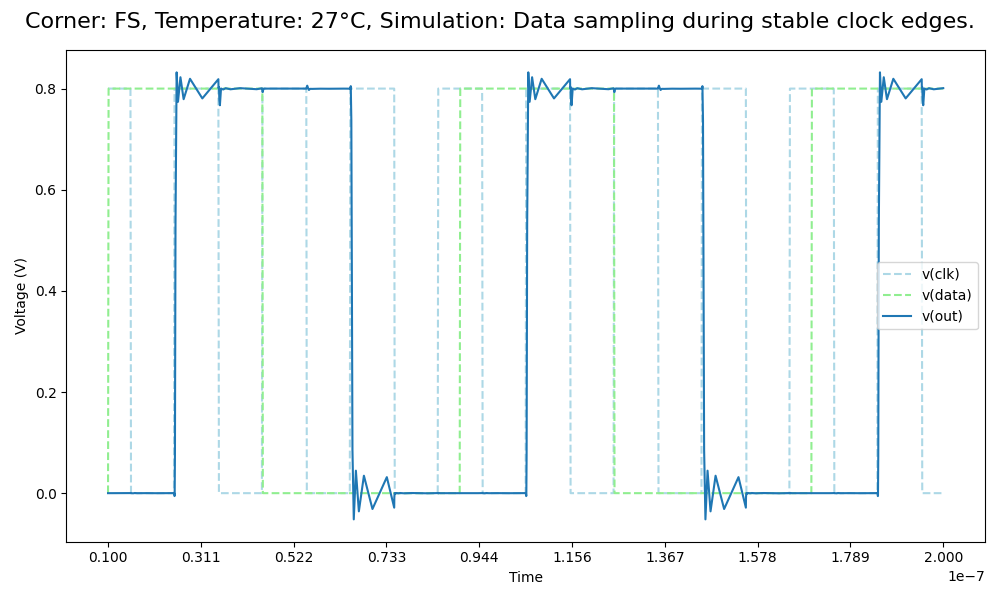 Corner: FS, Temperature: 27°C, Simulation: Data sampling during stable clock edges.
Voltage (V)
0.8
0.6
0.4
0.2
0.0
v(clk)
v(data)
v(out)
0.100 0.311 0.522 0.733 0.944 1.156 1.367 1.578 1.789 2.000
Time
1e−7